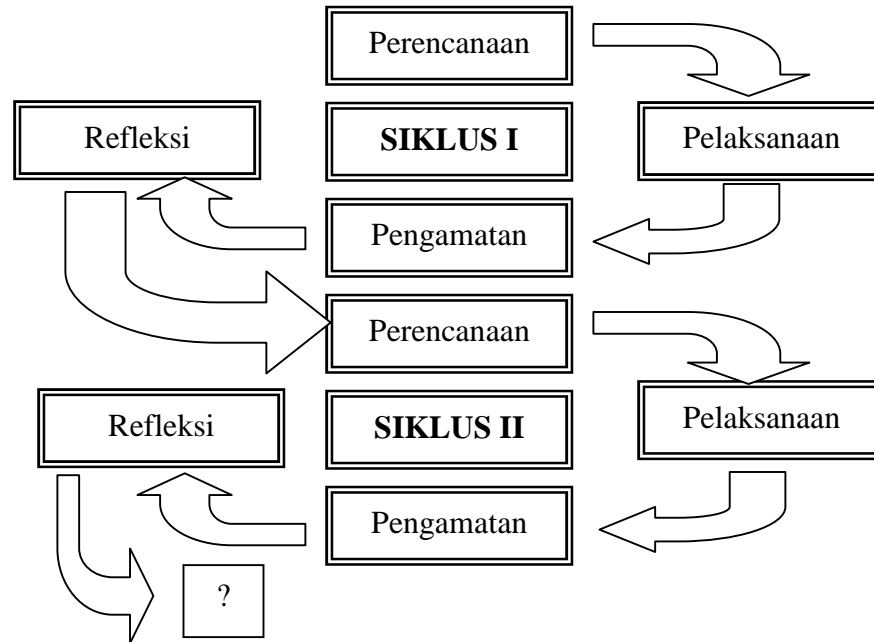 Perencanaan
Refleksi
SIKLUS I
Pelaksanaan
Pengamatan
Perencanaan
Refleksi
SIKLUS II
Pelaksanaan
Pengamatan
?